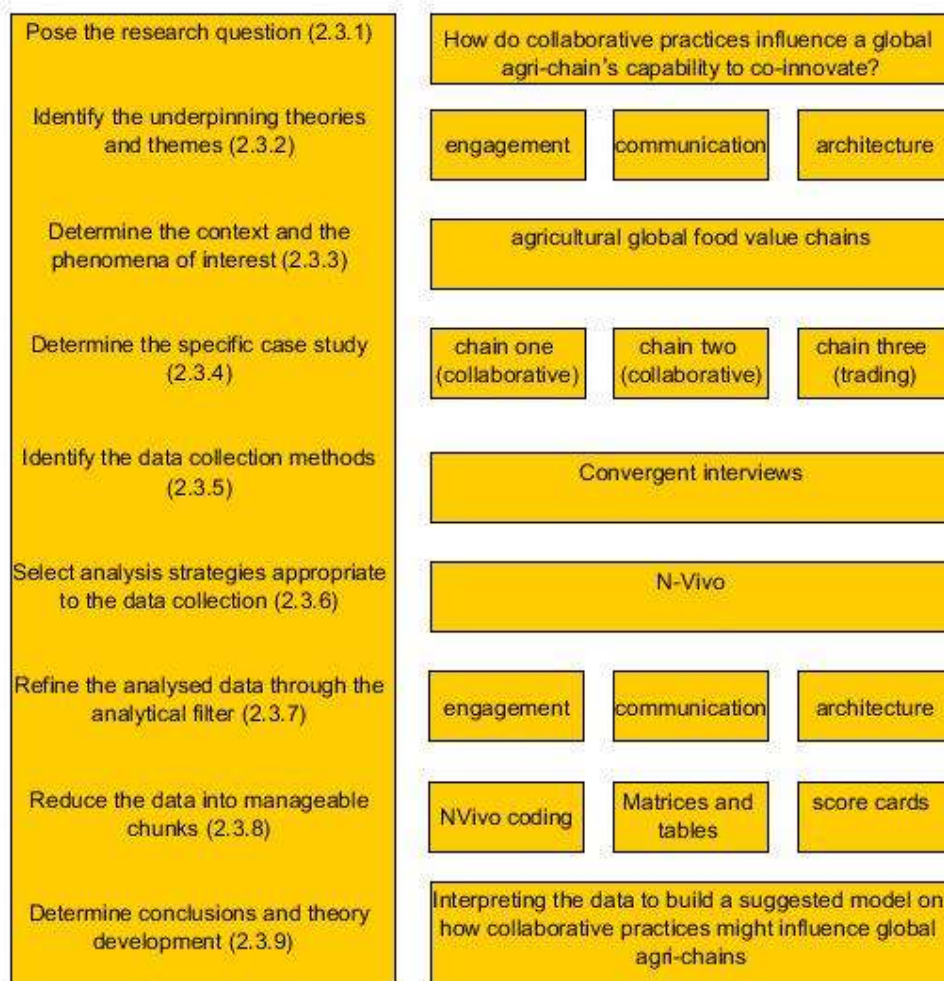 Pose the research question (2.3.1)
How do collaborative practices influence a global
agri-chain's capability to co-innovate?
Identify the underpinning theories
and themes (2.3.2)
engagement
communication
architecture
Determine the context and the
phenomena of interest (2.3.3)
agricultural global food value chains
Determine the specific case study
(2.3.4)
chain one
(collaborative)
chain two
(collaborative)
chain three
(trading)
Identify the data collection methods
(2.3.5)
Convergent interviews
Select analysis strategies appropriate
to the data collection (2.3.6)
N-Vivo
Refine the analysed data through the
analytical filter (2.3.7)
engagement
communication
architecture
Reduce the data into manageable
chunks (2.3.8)
NVivo coding
Matrices and
tables
score cards
Determine conclusions and theory
development (2.3.9)
Interpreting the data to build a suggested model on
how collaborative practices might influence global
agri-chains